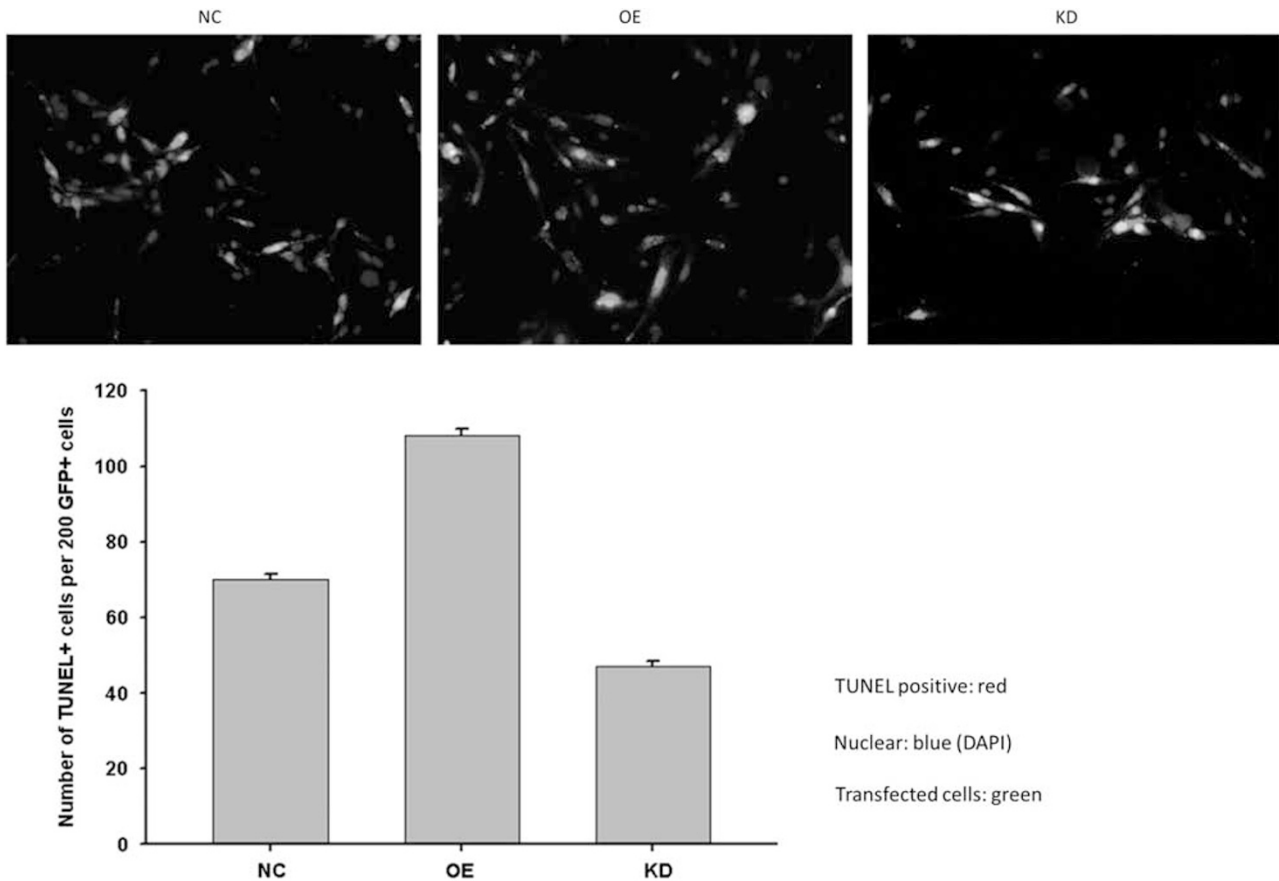 NC
OE
KD
Number of TUNEL+ cells per 200 GFP+ cells
120
100
80
60
40
20
0
NC
OE
KD
TUNEL positive: red
Nuclear: blue (DAPI)
Transfected cells: green